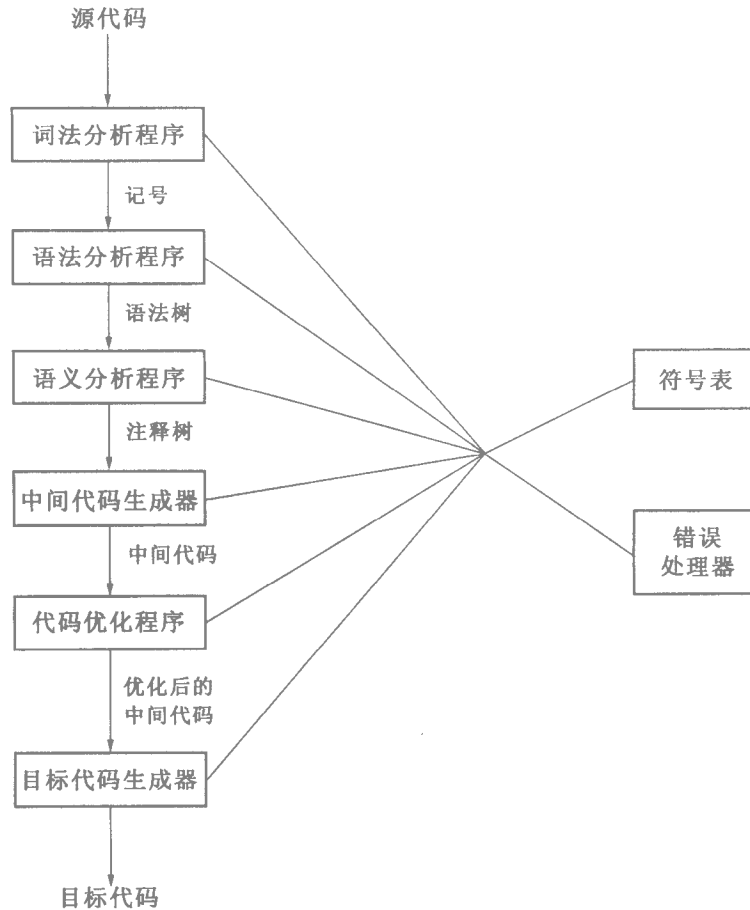 源代码
词法分析程序
记号
语法分析程序
语法树
语义分析程序
注释树
中间代码生成器
中间代码
代码优化程序
优化后的
中间代码
目标代码生成器
目标代码
符号表
错误
处理器